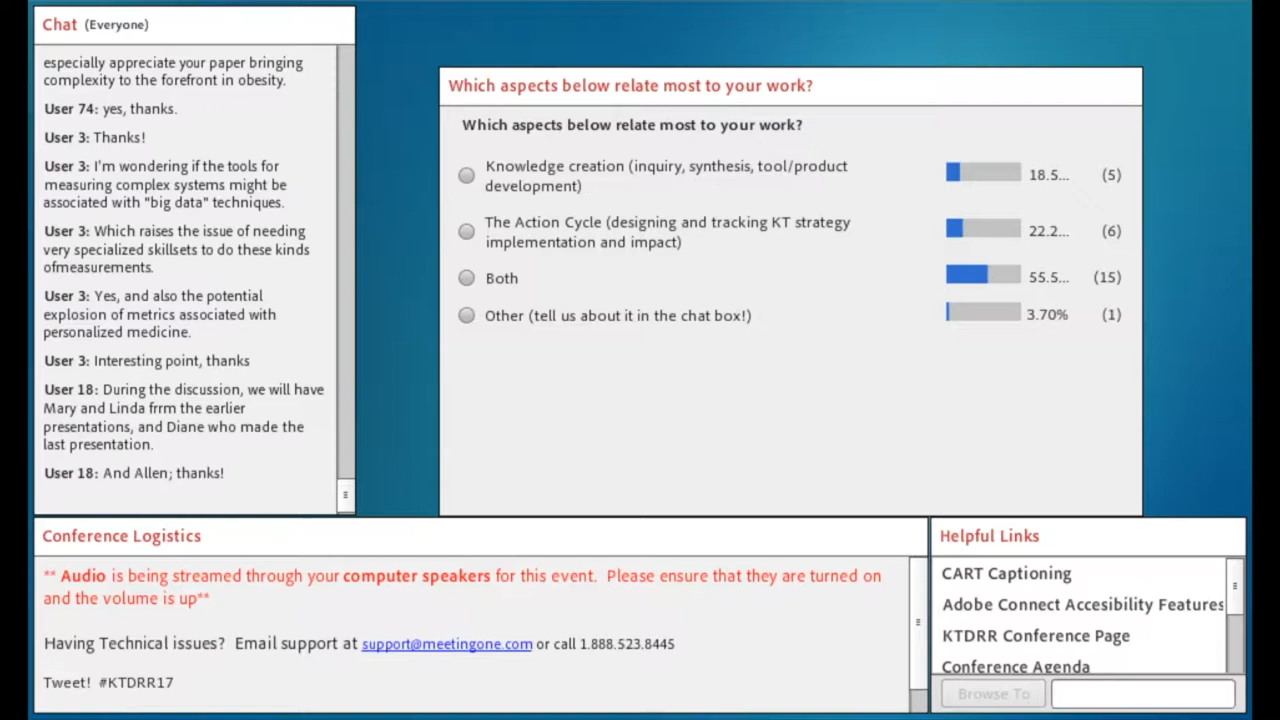 Chat (Everyone)
especially appreciate your paper bringing
complexity to the forefront in obesity.
User 74: yes, thanks.
User 3: Thanks!
User 3: I'm wondering if the tools for
measuring complex systems might be
associated with "big data" techniques.
User 3: Which raises the issue of needing
very specialized skillsets to do these kinds
ofmeasurements.
User 3: Yes, and also the potential
explosion of metrics associated with
personalized medicine.
User 3: Interesting point, thanks
User 18: During the discussion, we will have
Mary and Linda frrm the earlier
presentations, and Diane who made the
last presentation.
User 18: And Allen; thanks!
Which aspects below relate most to your work?
Which aspects below relate most to your work?
Knowledge creation (inquiry, synthesis, tool/product
development)
18.5... (5)
The Action Cycle (designing and tracking KT strategy
implementation and impact)
22.2... (6)
Both 55.5... (15)
Other (tell us about it in the chat box!) 3.70% (1)
Conference Logistics
** Audio is being streamed through your computer speakers for this event. Please ensure that they are turned on
and the volume is up**
Having Technical issues? Email support at support@meetingone.com or call 1.888.523.8445
Tweet! #KTDRR17
Helpful Links
CART Captioning
Adobe Connect Accesibility Features
KTDRR Conference Page
Conference Agenda
Browse To